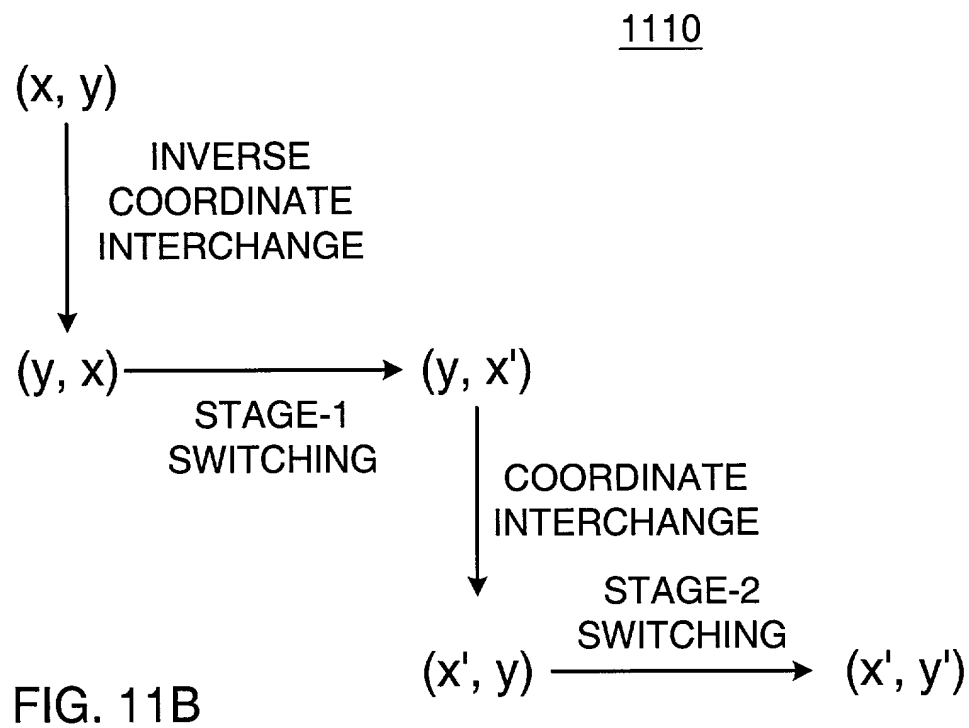 1110
(x, y)
INVERSE
COORDINATE
INTERCHANGE
(y, x)
(y, x')
STAGE-1
SWITCHING
COORDINATE
INTERCHANGE
STAGE-2
SWITCHING
(x', y)
(x', y')
FIG. 11B